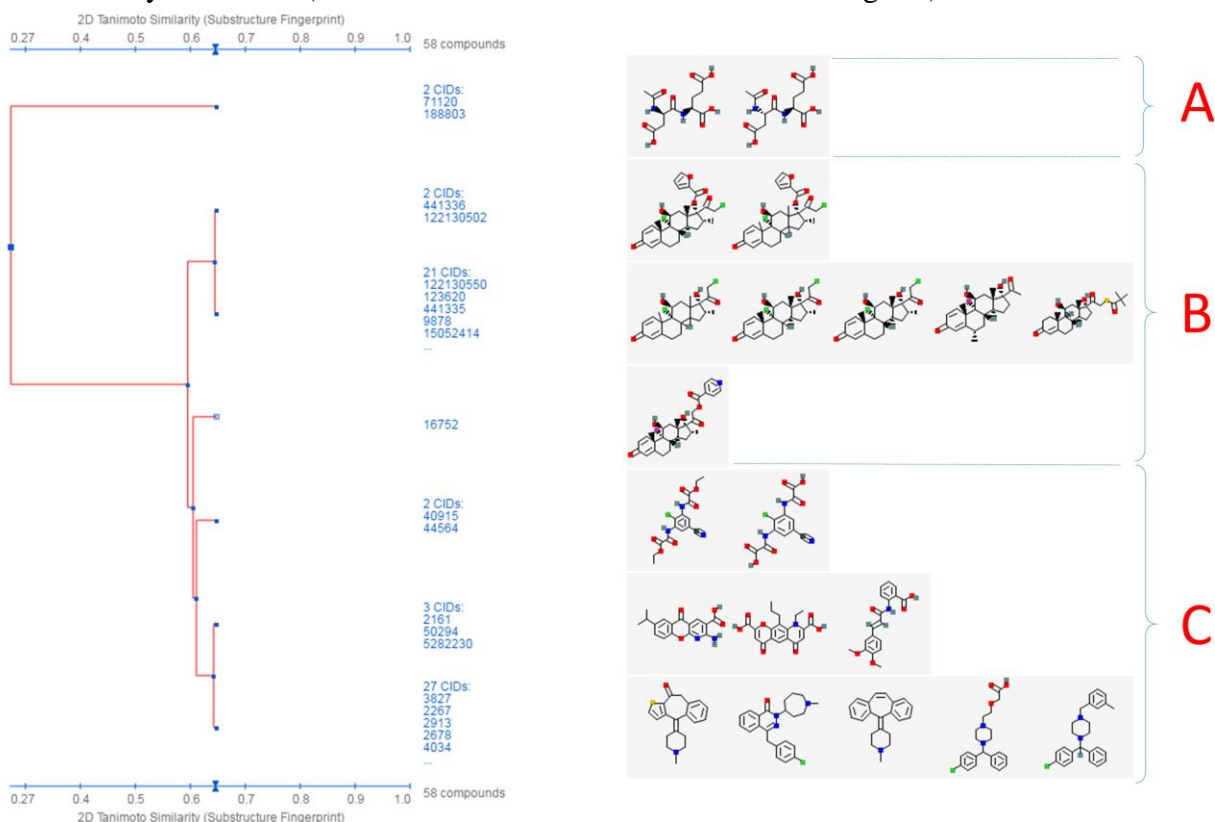 2D Tanimoto Similarity (Substructure Fingerprint)
0.27 0.4 0.5 0.6 0.7 0.8 0.9 1.0
58 compounds
2 CIDs:
71120
188803
A
2 CIDs:
441336
122130502
21 CIDs:
122130550
123620
441335
9878
15052414
...
B
16752
2 CIDs:
40915
44564
3 CIDs:
2161
50294
5282230
C
27 CIDs:
3827
2267
2913
2678
4034
...
0.27 0.4 0.5 0.6 0.7 0.8 0.9 1.0
58 compounds
2D Tanimoto Similarity (Substructure Fingerprint)